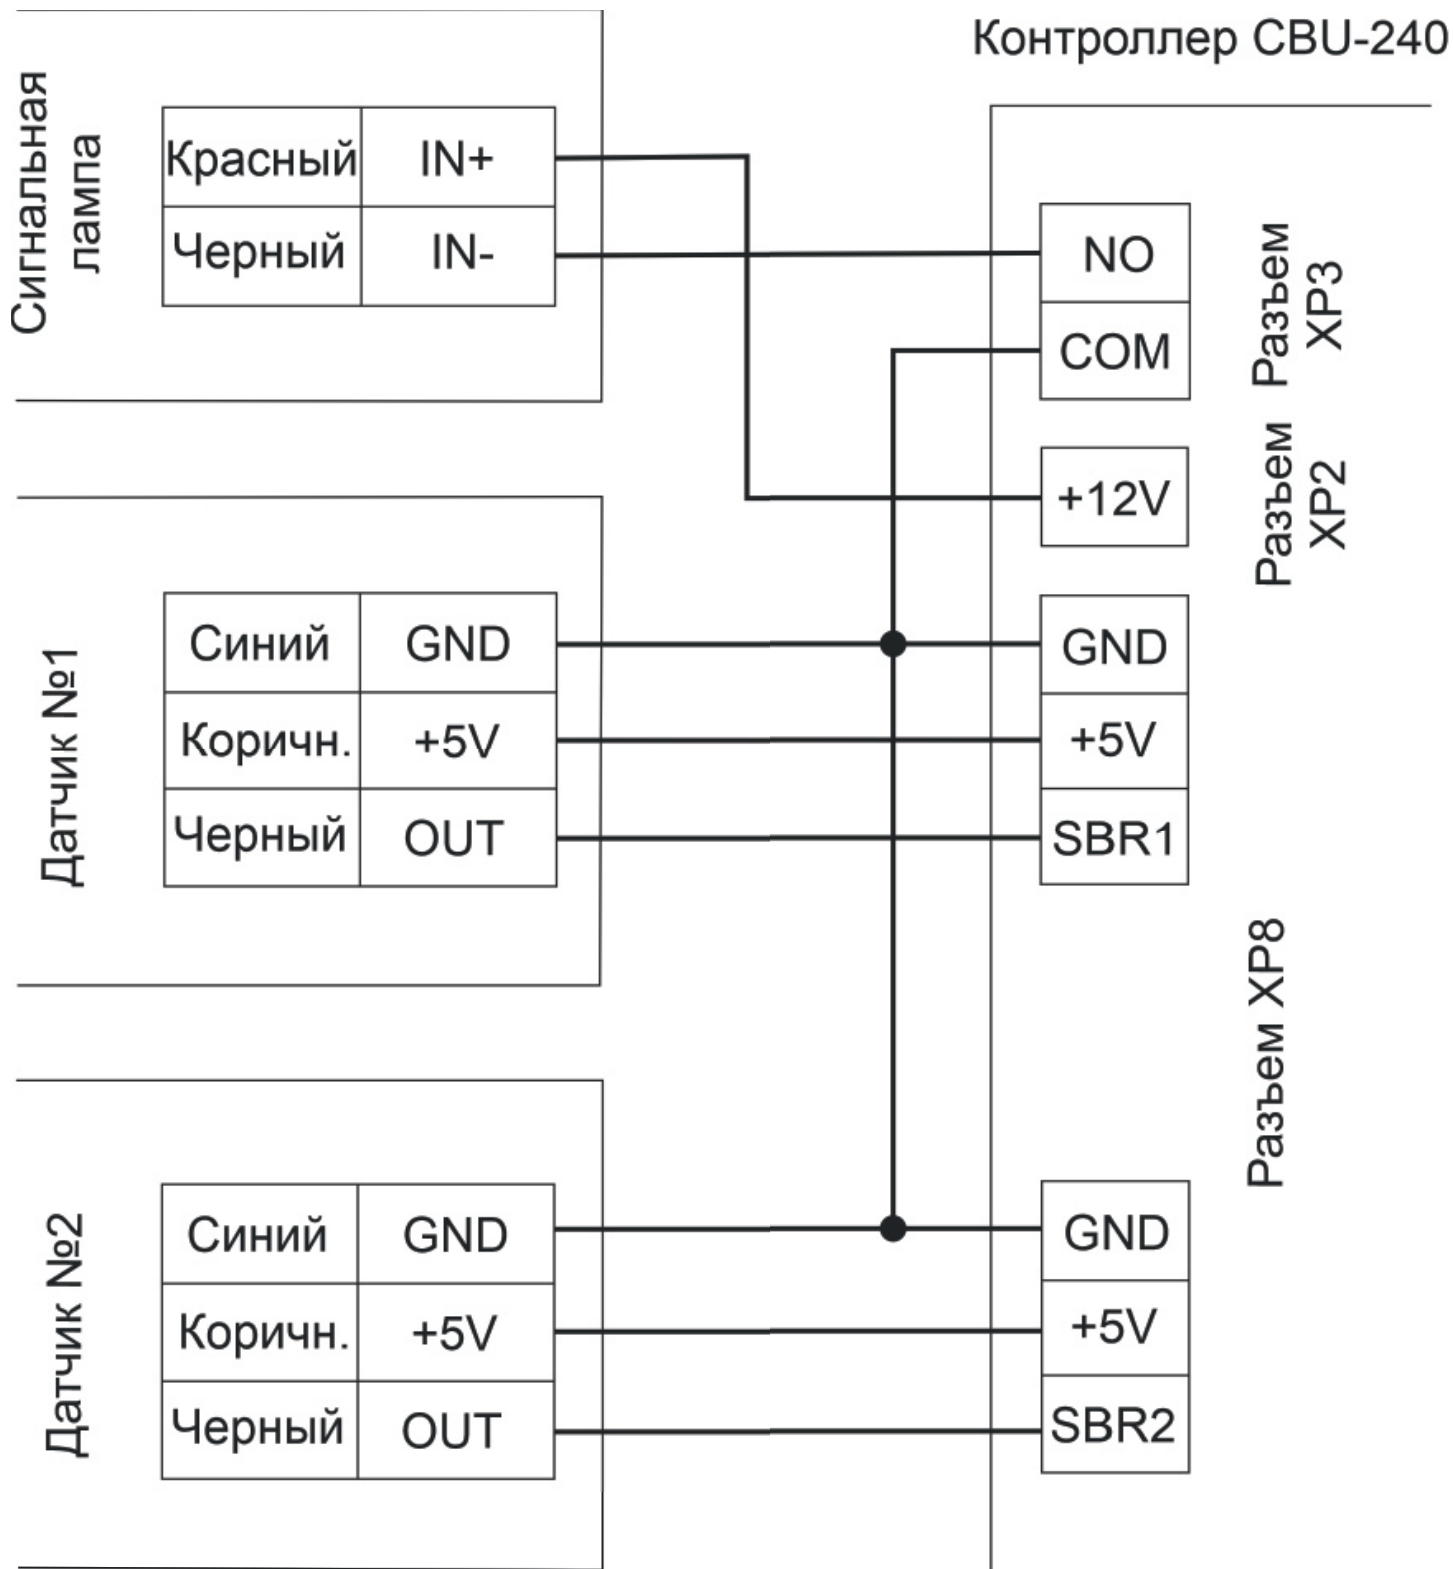 Контроллер CBU-240
Сигнальная
лампа
Красный IN+
Черный IN-
NO
COM
Разъем
XP3
+12V
Разъем
XP2
Датчик №1
Синий GND
Коричн. +5V
Черный OUT
GND
+5V
SBR1
Разъем XP8
Датчик №2
Синий GND
Коричн. +5V
Черный OUT
GND
+5V
SBR2